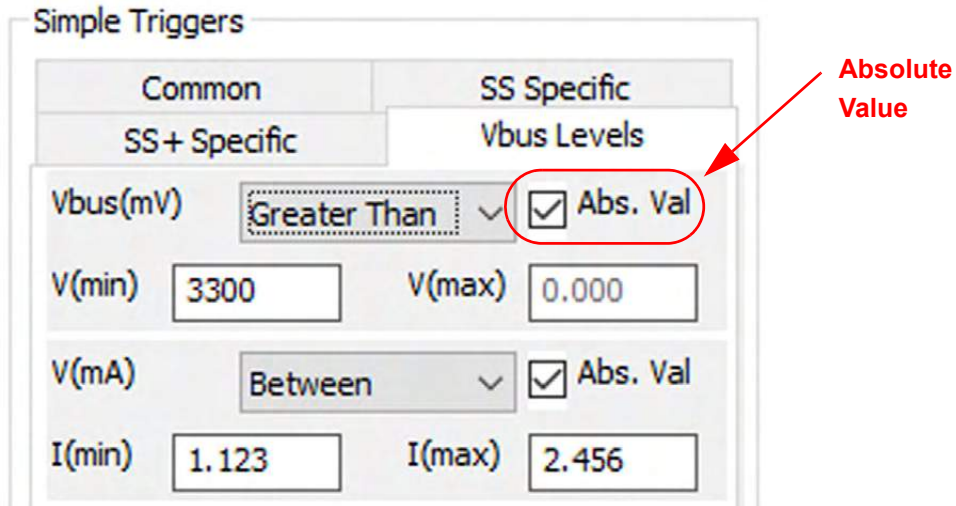 Simple Triggers
Common SS Specific
SS+ Specific Vbus Levels
Absolute
Value
Vbus(mV) Greater Than Abs. Val
V(min) 3300 V(max) 0.000
V(mA) Between Abs. Val
I(min) 1.123 I(max) 2.456